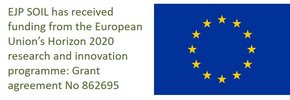 EJP SOIL has received
funding from the European
Union's Horizon 2020
research and innovation
programme: Grant
agreement No 862695